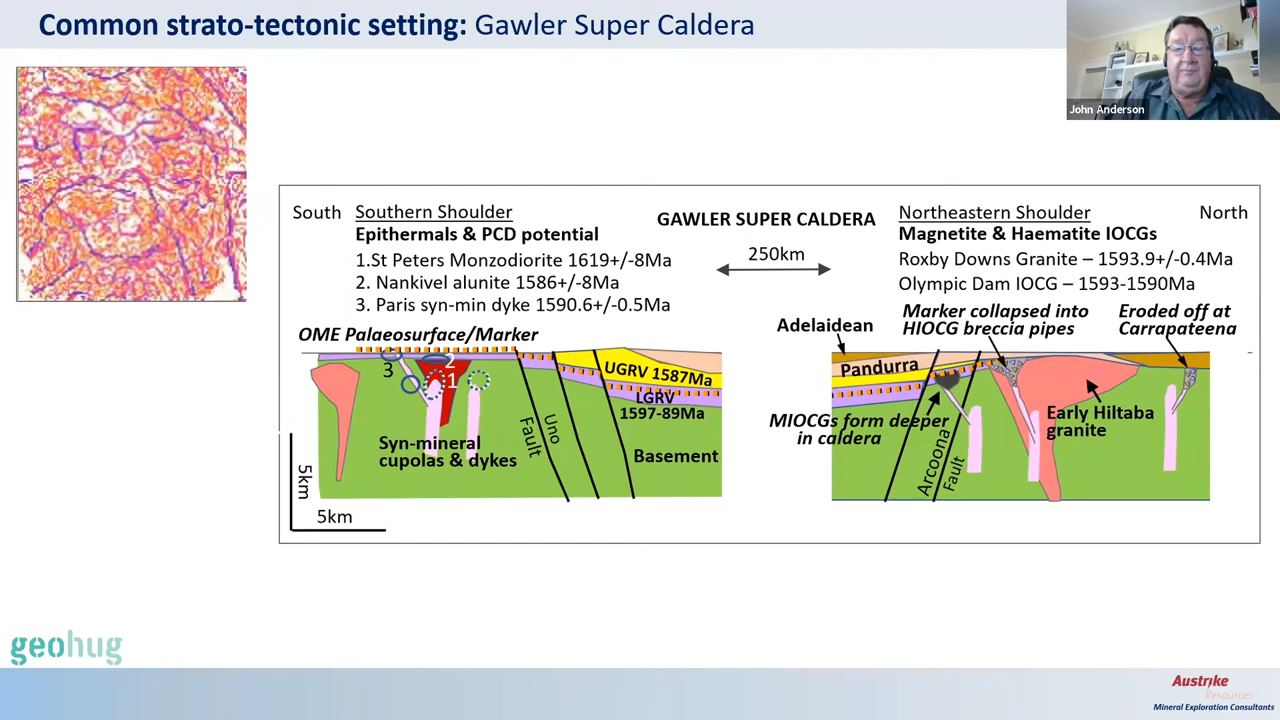 Common strato-tectonic setting: Gawler Super Caldera
John Anderson
South
Southern Shoulder
Epithermals & PCD potential
1.St Peters Monzodiorite 1619+/-8Ma
2. Nankivel alunite 1586+/-8Ma
3. Paris syn-min dyke 1590.6+/-0.5Ma
GAWLER SUPER CALDERA
250km
Northeastern Shoulder
North
Magnetite & Haematite IOCGs
Roxby Downs Granite – 1593.9+/-0.4Ma
Olympic Dam IOCG – 1593-1590Ma
OME Palaeosurface/Marker
Adelaidean
Marker collapsed into
HIOCG breccia pipes
Eroded off at
Carrapateena
3
2
1
UGRV 1587Ma
LGRV
1597-89Ma
Uno
Fault
Basement
Syn-mineral
cupolas & dykes
Pandurra
MIOCGs form deeper
in caldera
Arcoona
Fault
Early Hiltaba
granite
5km
5km
geohug
Austrike
Resources
Mineral Exploration Consultants